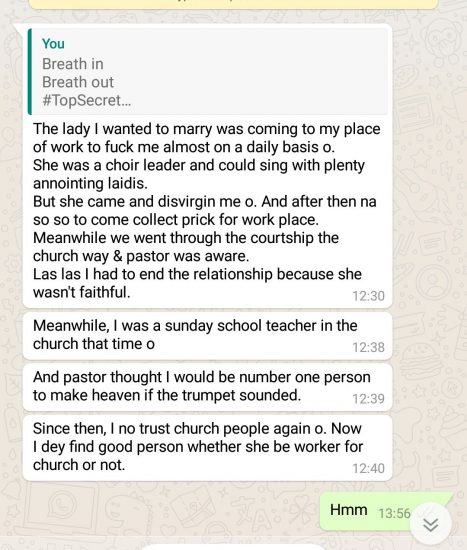 You
Breath in
Breath out
#TopSecret...
The lady I wanted to marry was coming to my place
of work to fuck me almost on a daily basis o.
She was a choir leader and could sing with plenty
annointing laidis.
But she came and disvirgin me o. And after then na
so so to come collect prick for work place.
Meanwhile we went through the courtship the
church way & pastor was aware.
Las las I had to end the relationship because she
wasn't faithful.
12:30
Meanwhile, I was a sunday school teacher in the
church that time o
12:38
And pastor thought I would be number one person
to make heaven if the trumpet sounded.
12:39
Since then, I no trust church people again o. Now
I dey find good person whether she be worker for
church or not.
12:40
Hmm 13:56